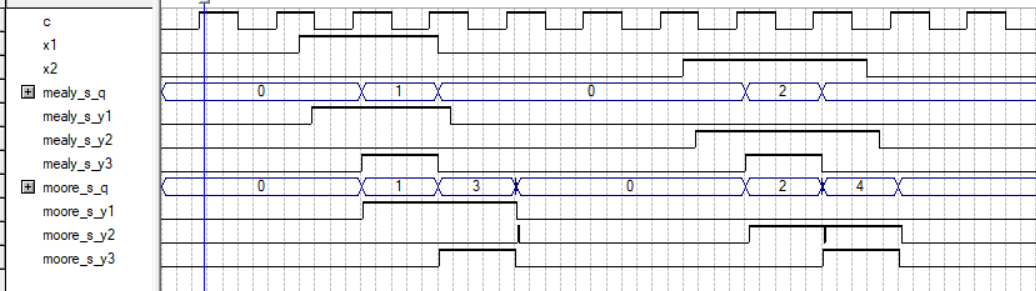 c
x1
x2
mealy_s_q 0 1 0 2
mealy_s_y1
mealy_s_y2
mealy_s_y3
moore_s_q 0 1 3 0 2 4
moore_s_y1
moore_s_y2
moore_s_y3